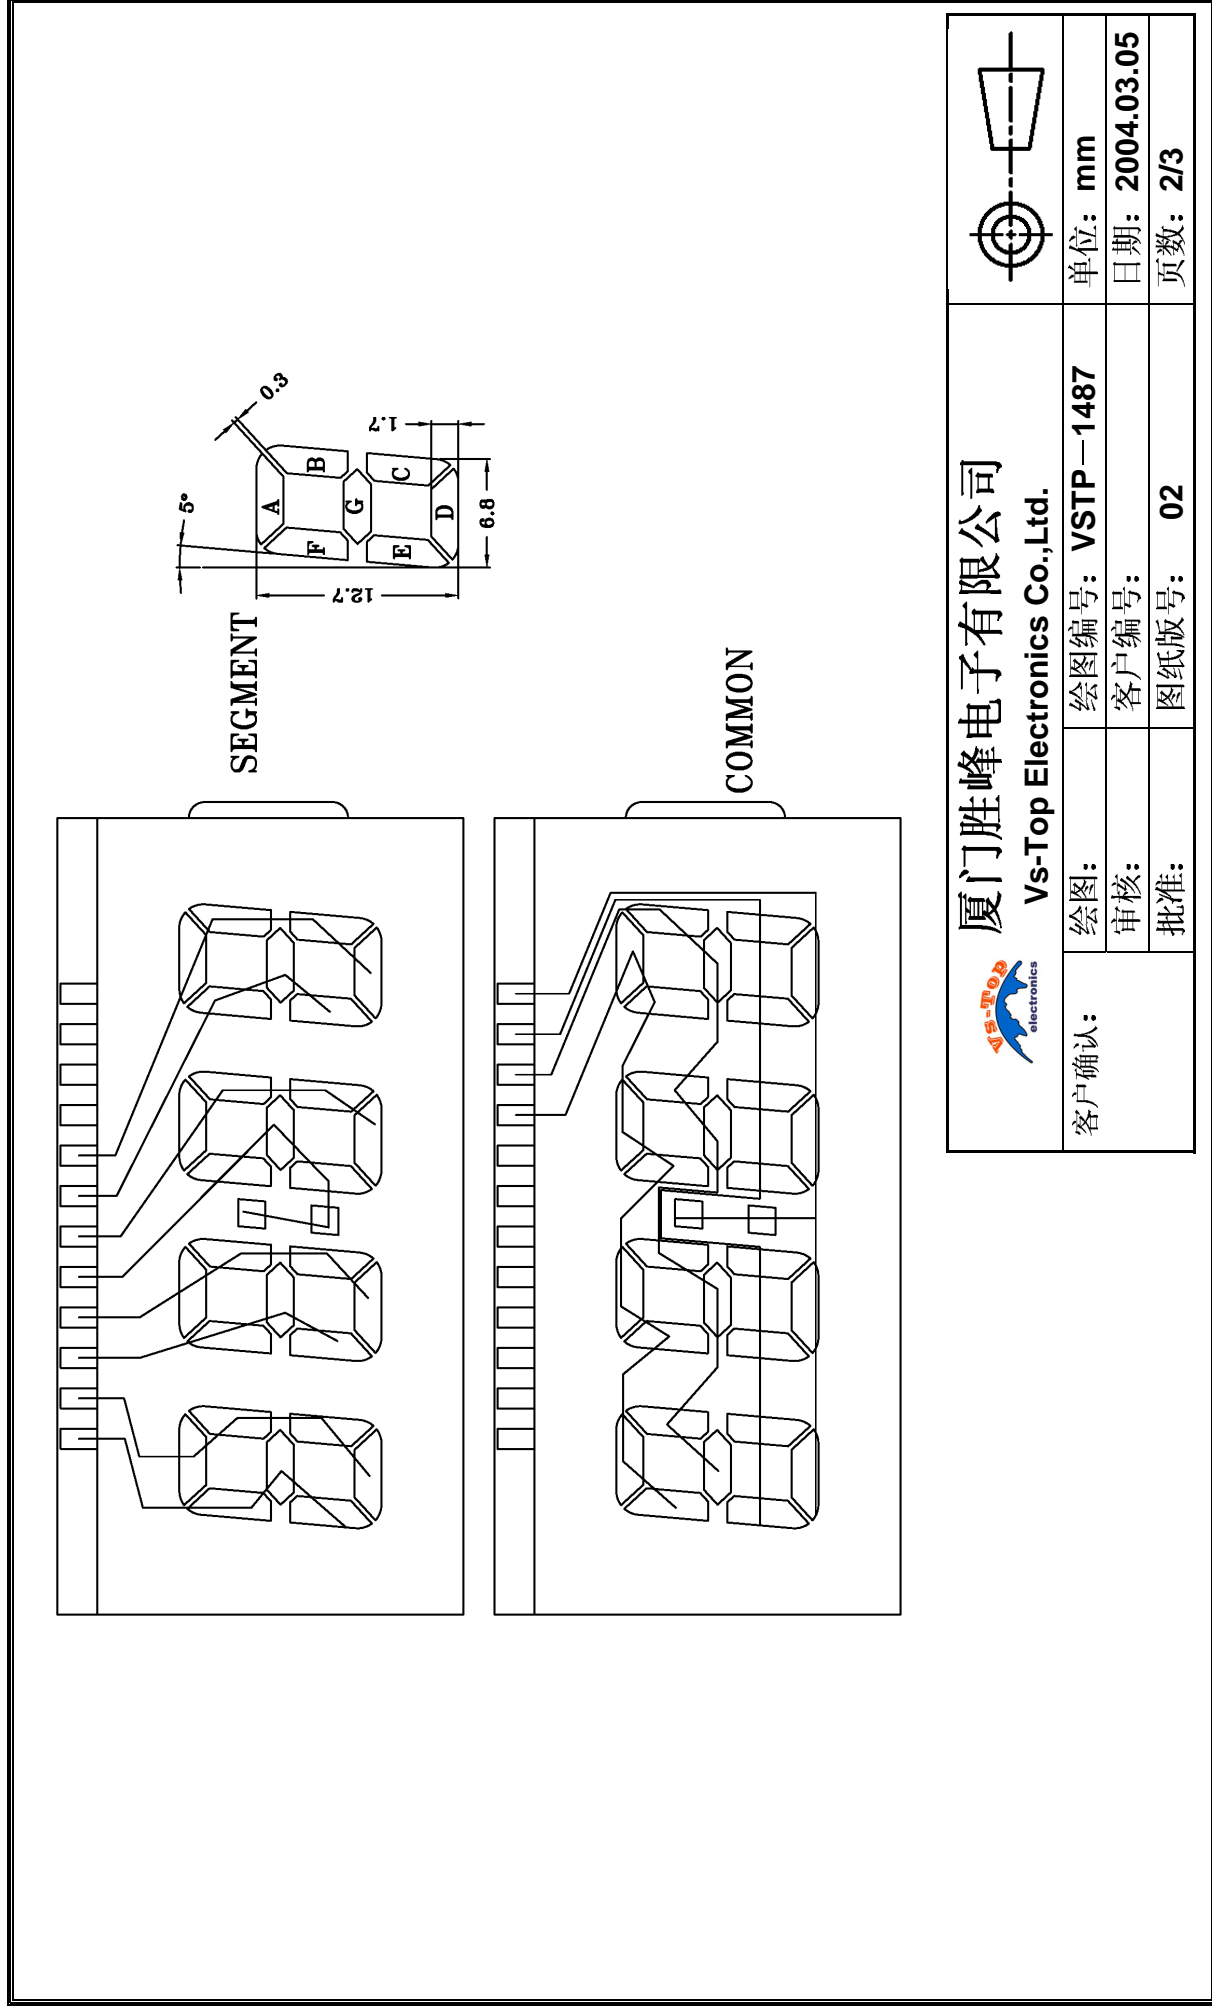 SEGMENT
5°
0.3
A
B
F
G
C
E
D
12.7
1.7
6.8
COMMON
Vs-Top
electronics
厦门胜峰电子有限公司
Vs-Top Electronics Co.,Ltd.
客户确认：
绘图：
绘图编号：VSTP—1487
单位：mm
审核：
客户编号：
日期：2004.03.05
批准：
图纸版号：02
页数：2/3